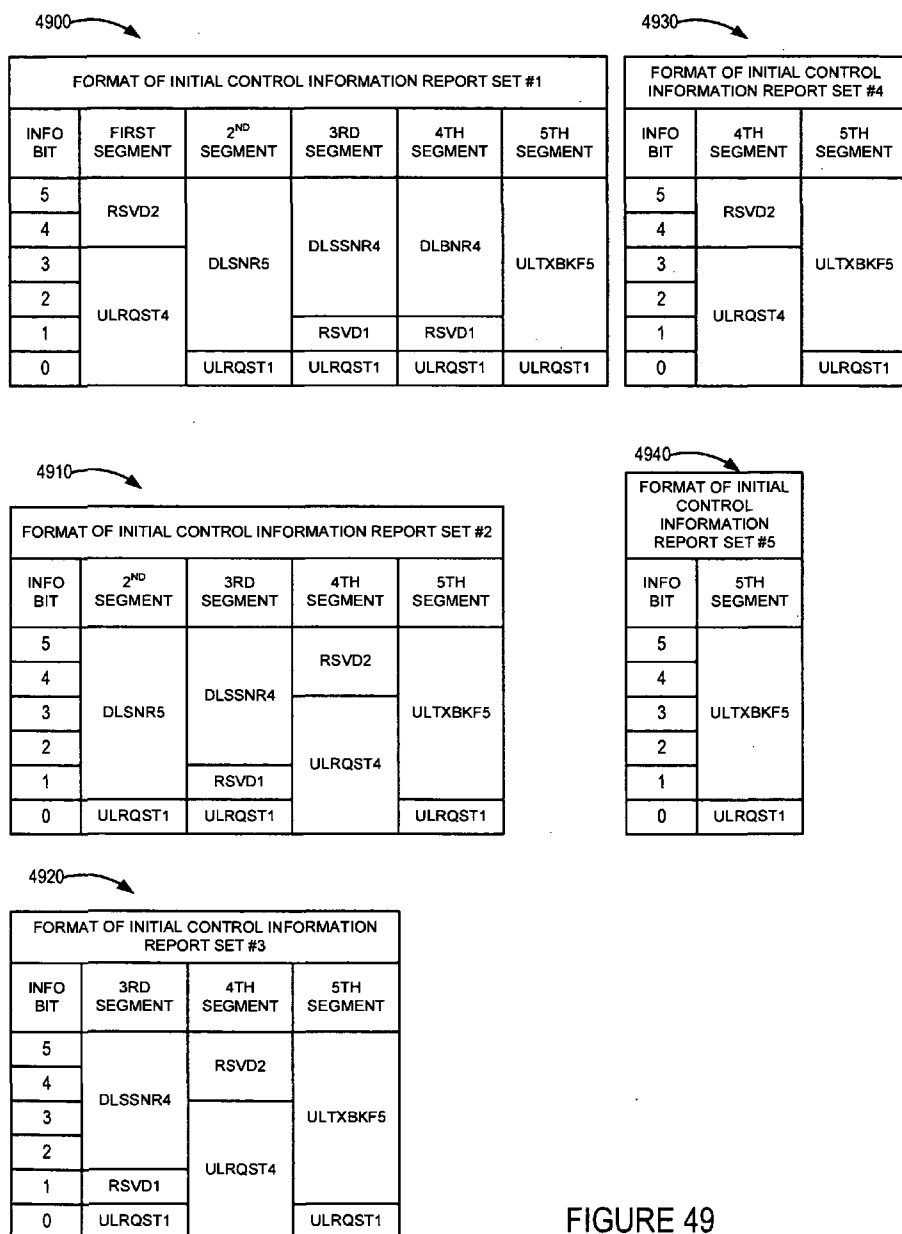 4900
FORMAT OF INITIAL CONTROL INFORMATION REPORT SET #1
INFO BIT
FIRST SEGMENT
2ND SEGMENT
3RD SEGMENT
4TH SEGMENT
5TH SEGMENT
5
4
3
2
1
0
RSVD2
ULRQST4
DLSNR5
ULRQST1
DLSSNR4
RSVD1
ULRQST1
DLBNR4
RSVD1
ULRQST1
ULTXBKF5
ULRQST1
4930
FORMAT OF INITIAL CONTROL
INFORMATION REPORT SET #4
INFO BIT
4TH SEGMENT
5TH SEGMENT
5
4
3
2
1
0
RSVD2
ULRQST4
ULTXBKF5
ULRQST1
4910
FORMAT OF INITIAL CONTROL INFORMATION REPORT SET #2
INFO BIT
2ND SEGMENT
3RD SEGMENT
4TH SEGMENT
5TH SEGMENT
5
4
3
2
1
0
DLSNR5
ULRQST1
DLSSNR4
RSVD1
ULRQST1
RSVD2
ULRQST4
ULTXBKF5
ULRQST1
4940
FORMAT OF INITIAL
CONTROL
INFORMATION
REPORT SET #5
INFO BIT
5TH SEGMENT
5
4
3
2
1
0
ULTXBKF5
ULRQST1
4920
FORMAT OF INITIAL CONTROL INFORMATION
REPORT SET #3
INFO BIT
3RD SEGMENT
4TH SEGMENT
5TH SEGMENT
5
4
3
2
1
0
DLSSNR4
RSVD1
ULRQST1
RSVD2
ULRQST4
ULTXBKF5
ULRQST1
FIGURE 49